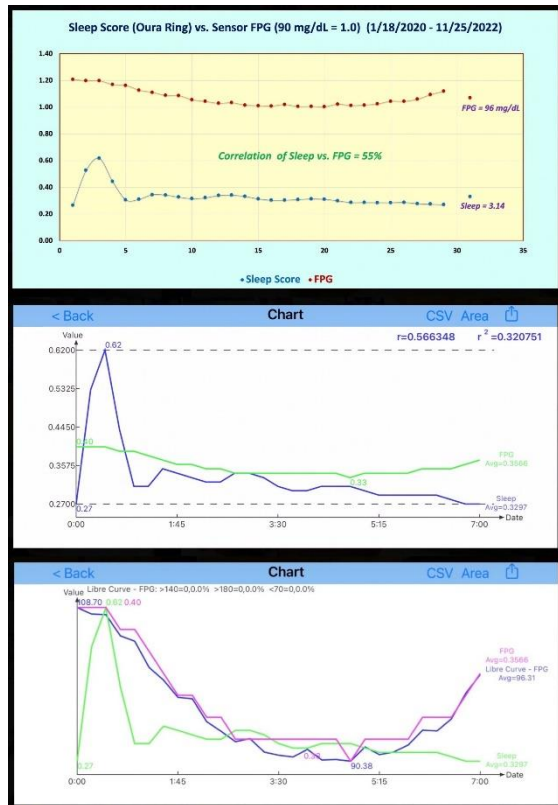 Sleep Score (Oura Ring) vs. Sensor FPG (90 mg/dL = 1.0) (1/18/2020 - 11/25/2022)
1.40
1.20
1.00
0.80
0.60
0.40
0.20
0.00
FPG = 96 mg/dL
Correlation of Sleep vs. FPG = 55%
Sleep = 3.14
0 5 10 15 20 25 30 35
Sleep Score FPG
< Back Chart CSV Area
Value
r=0.566348 r²=0.320751
0.62
0.6200
0.5325
0.4450
0.40
0.3575
0.33
FPG
Avg=0.3566
0.2700
0.27
Sleep
Avg=0.3297
0:00 1:45 3:30 5:15 7:00
Date
< Back Chart CSV Area
Value Libre Curve - FPG: >140=0,0.0% >180=0,0.0% <70=0,0.0%
108.70 0.62 0.40
FPG
Avg=0.3566
Libre Curve - FPG
Avg=96.31
90.38
0.27
Sleep
Avg=0.3297
0:00 1:45 3:30 5:15 7:00
Date